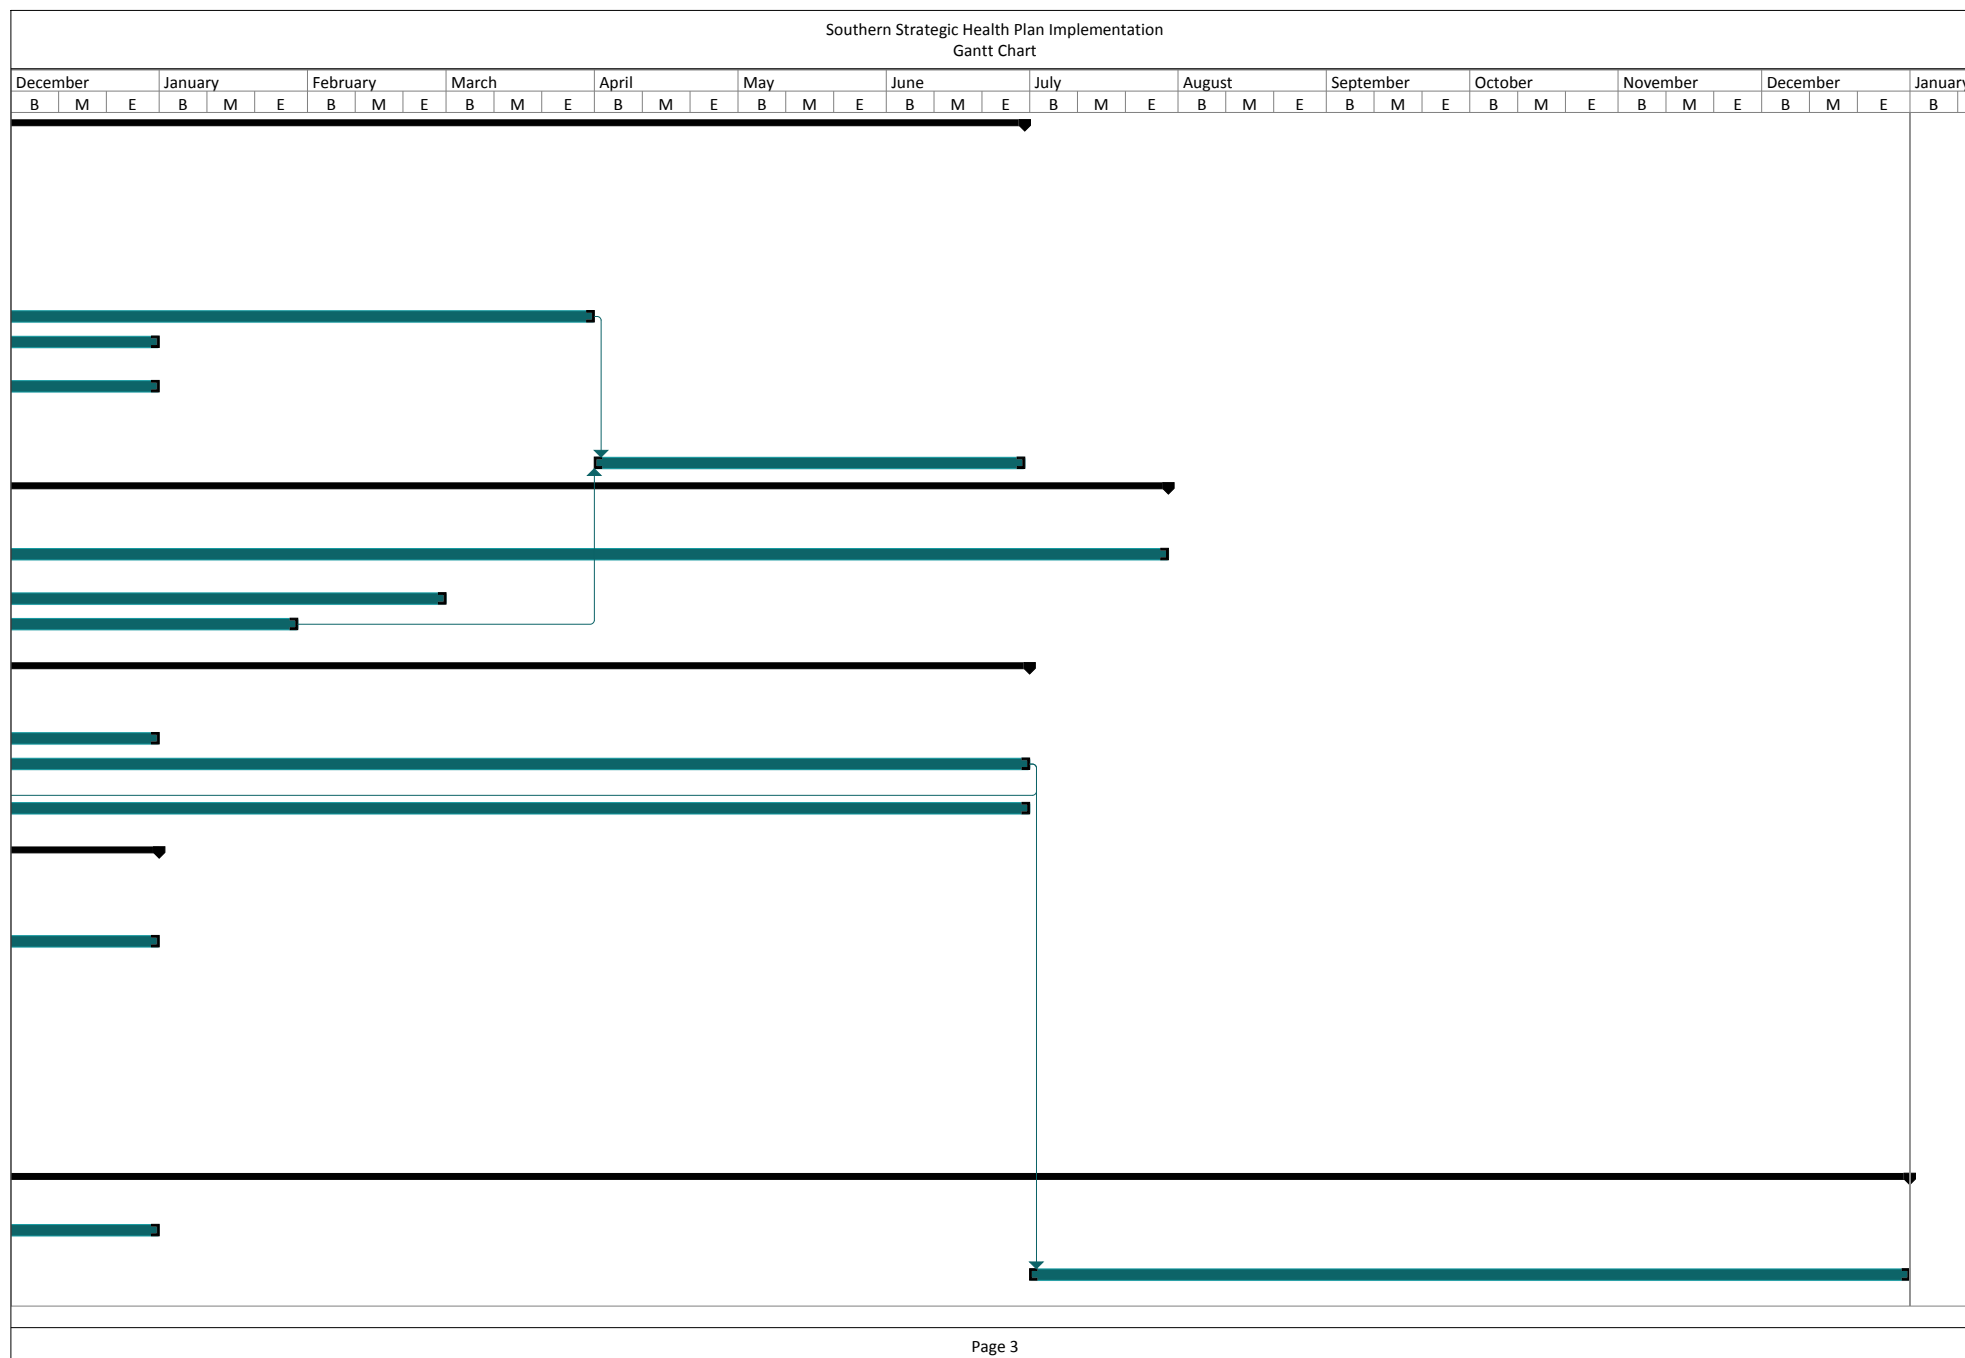 Southern Strategic Health Plan Implementation
Gantt Chart
December January February March April May June July August September October November December January
B M E B M E B M E B M E B M E B M E B M E B M E B M E B M E B M E B M E B M E B
Page 3